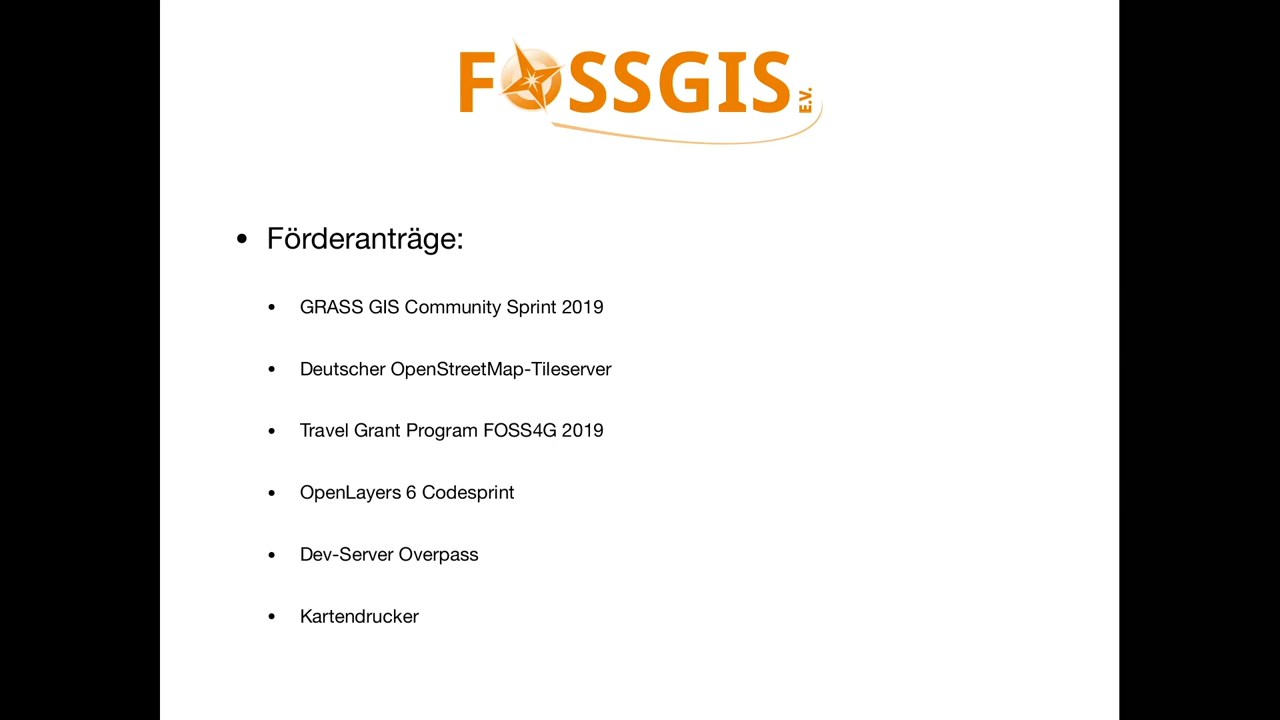 FOSSGIS E.V.
• Förderanträge:
• GRASS GIS Community Sprint 2019
• Deutscher OpenStreetMap-Tileserver
• Travel Grant Program FOSS4G 2019
• OpenLayers 6 Codesprint
• Dev-Server Overpass
• Kartendrucker